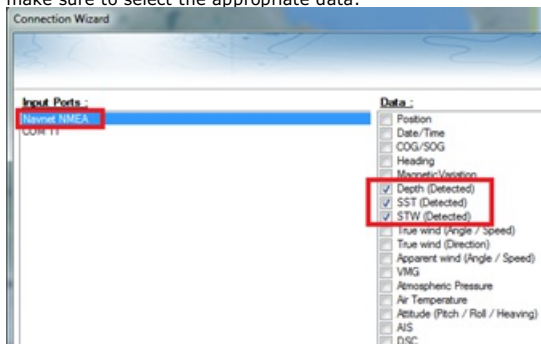 make sure to select the appropriate data.
Connection Wizard
Input Ports :
Navnet NMEA
COM 11
Data :
Position
Date/Time
COG/SOG
Heading
Magnetic Variation
Depth (Detected)
SST (Detected)
STW (Detected)
True wind (Angle / Speed)
True wind (Direction)
Apparent wind (Angle / Speed)
VMG
Atmospheric Pressure
Air Temperature
Attitude (Pitch / Roll / Heaving)
AIS
DSC